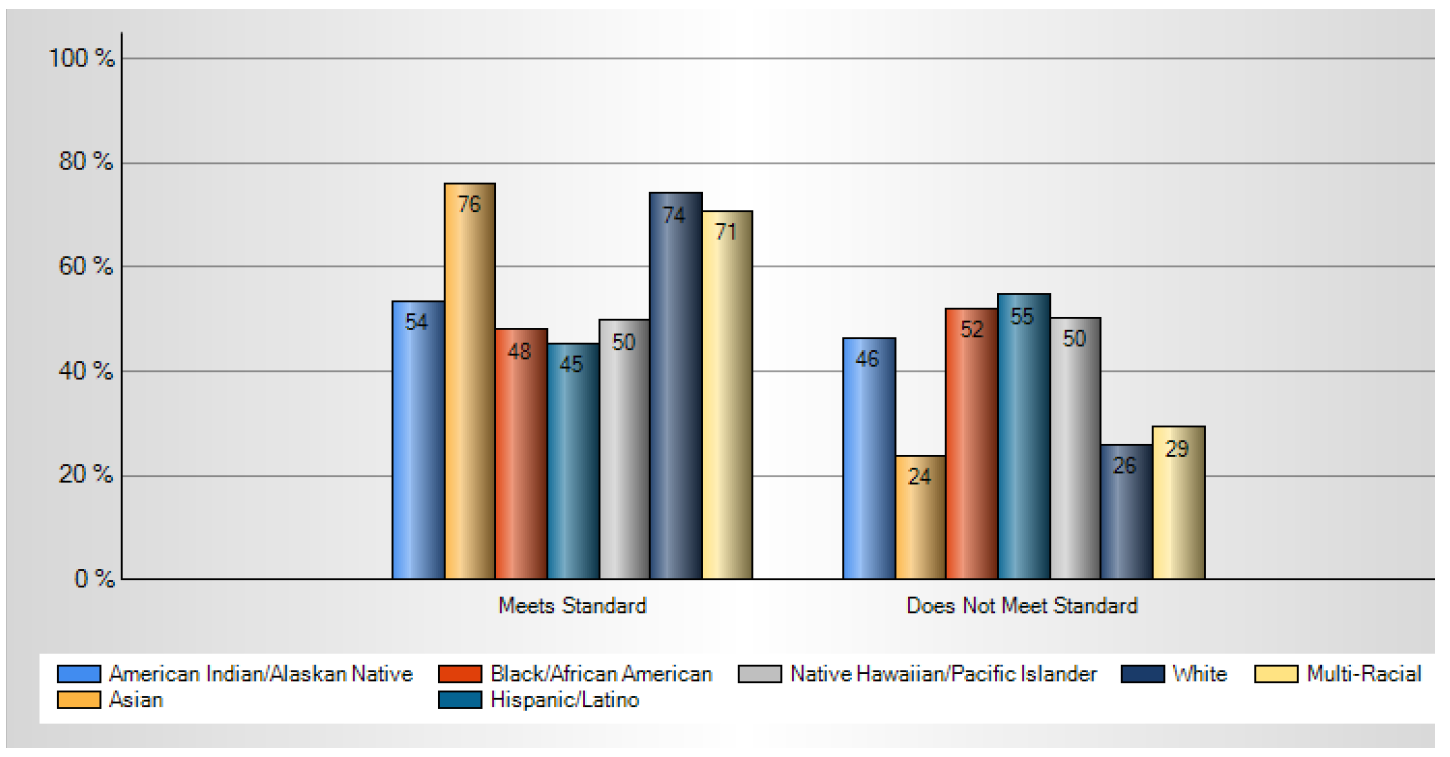 100 %
80 %
60 %
40 %
20 %
0 %
54
76
48
45
50
74
71
46
24
52
55
50
26
29
Meets Standard
Does Not Meet Standard
American Indian/Alaskan Native
Black/African American
Native Hawaiian/Pacific Islander
White
Multi-Racial
Asian
Hispanic/Latino